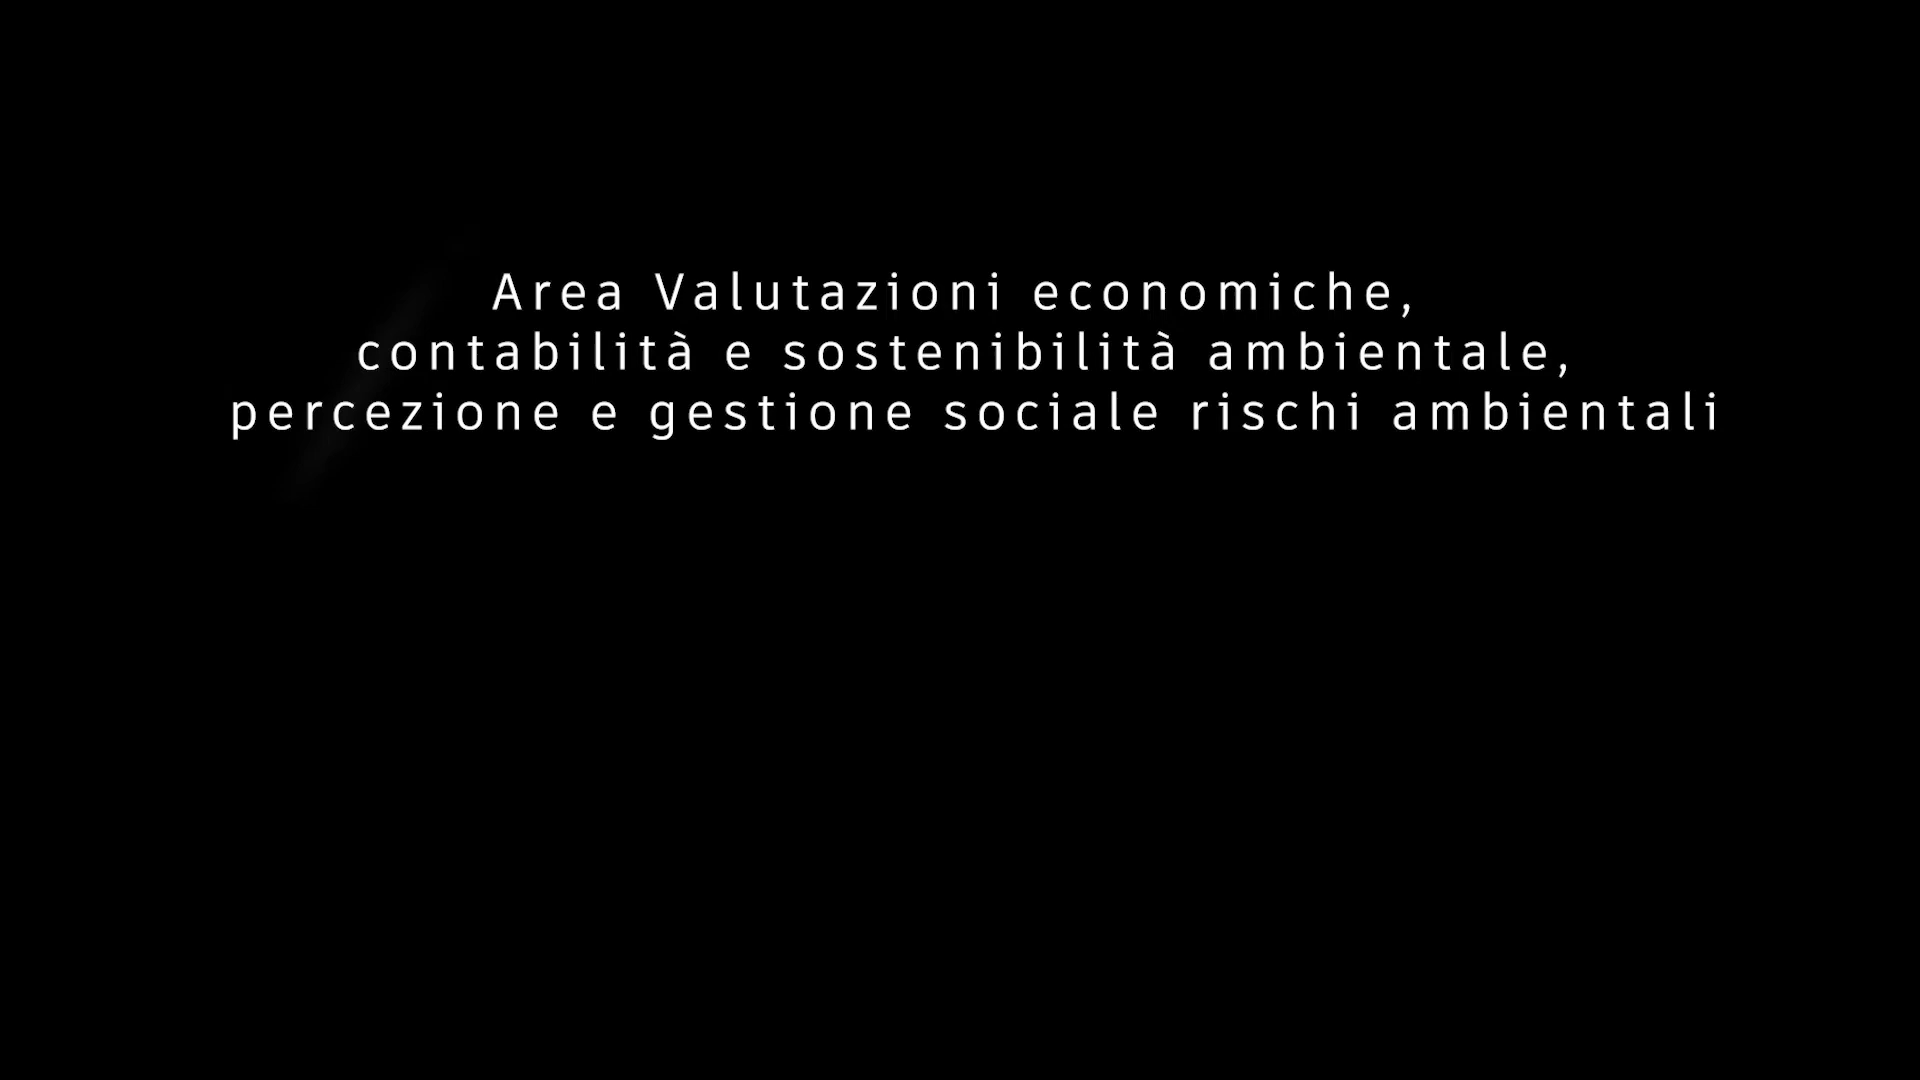 Area Valutazioni economiche,
contabilità e sostenibilità ambientale,
percezione e gestione sociale rischi ambientali